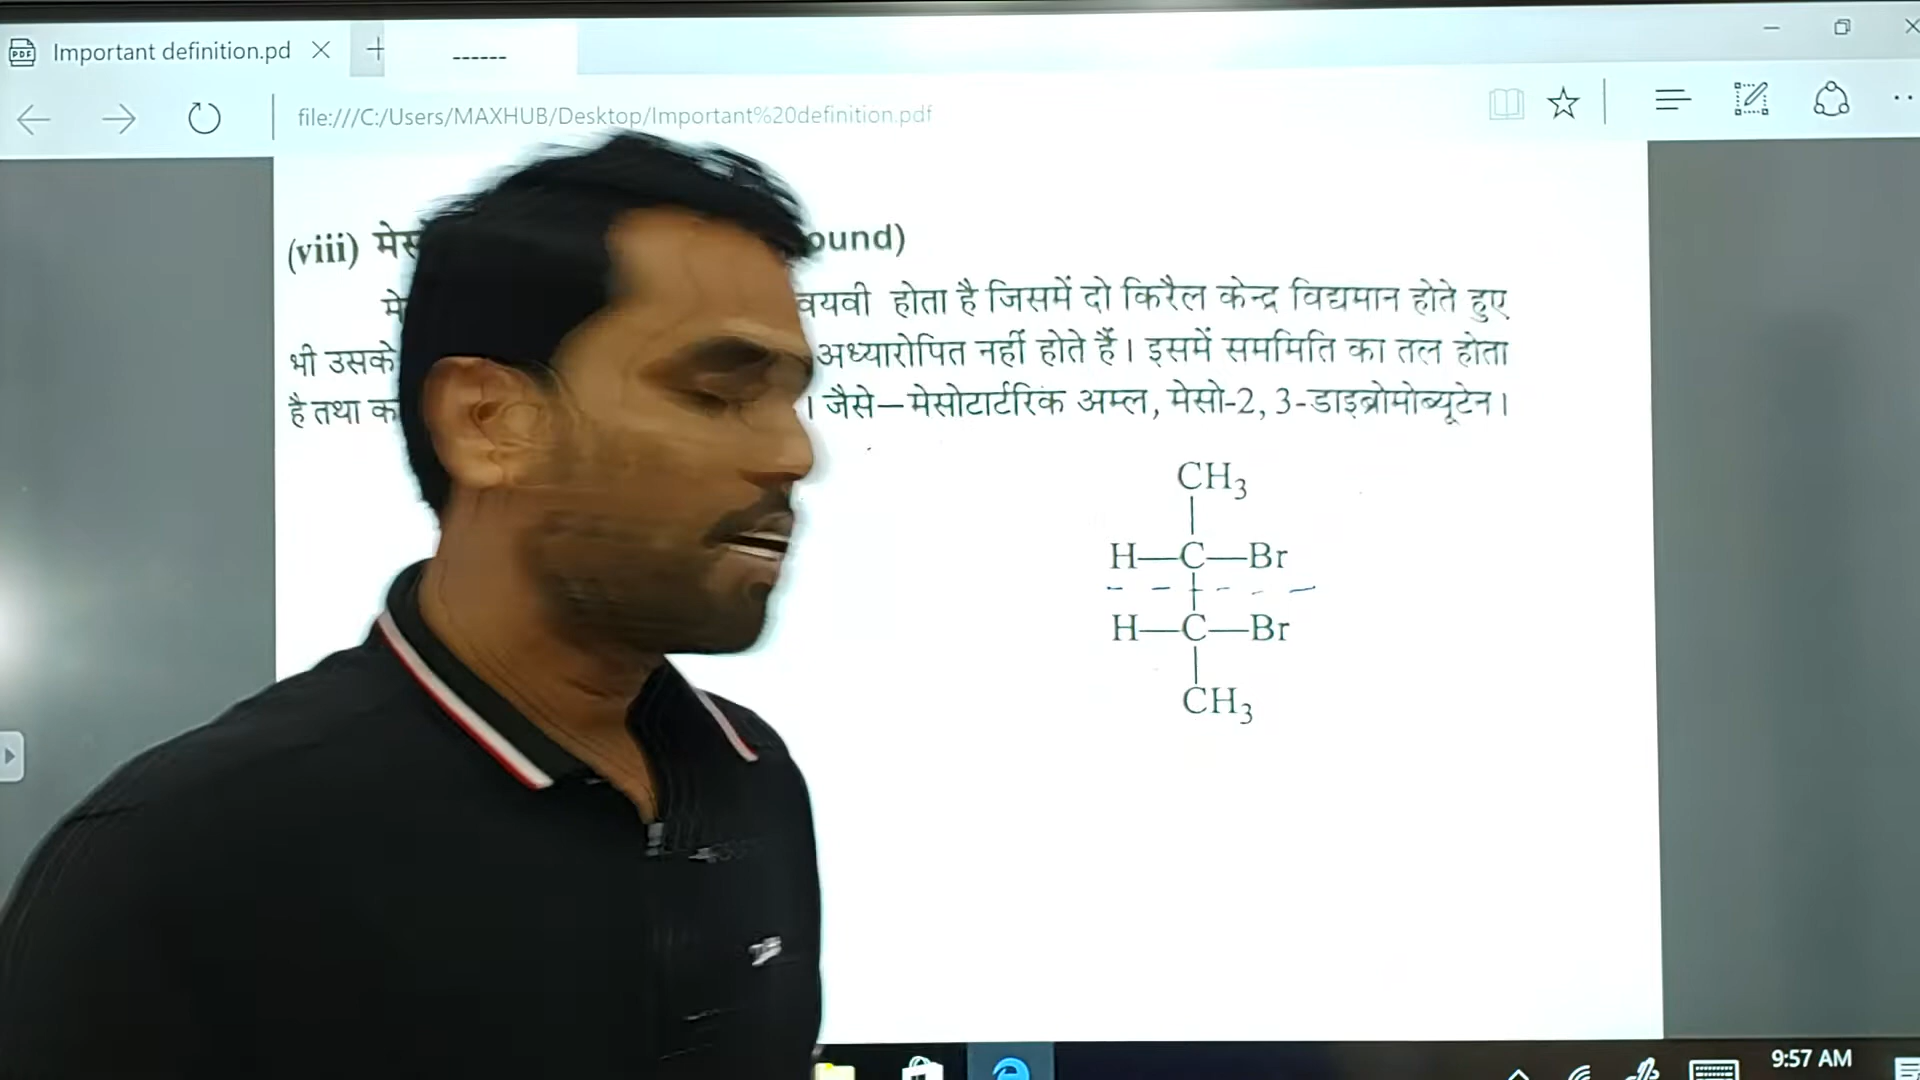 Important definition.pd
------
file:///C:/Users/MAXHUB/Desktop/Important%20definition.pdf
(viii)
वयवी होता है जिसमें दो किरैल केन्द्र विद्यमान होते हुए
भी उसके अध्यारोपित नहीं होते हैं। इसमें सममिति का तल होता
है तथा । जैसे—मेसोटार्टरिक अम्ल, मेसो-2, 3-डाइब्रोमोब्यूटेन।
CH3
H—C—Br
H—C—Br
CH3
9:57 AM